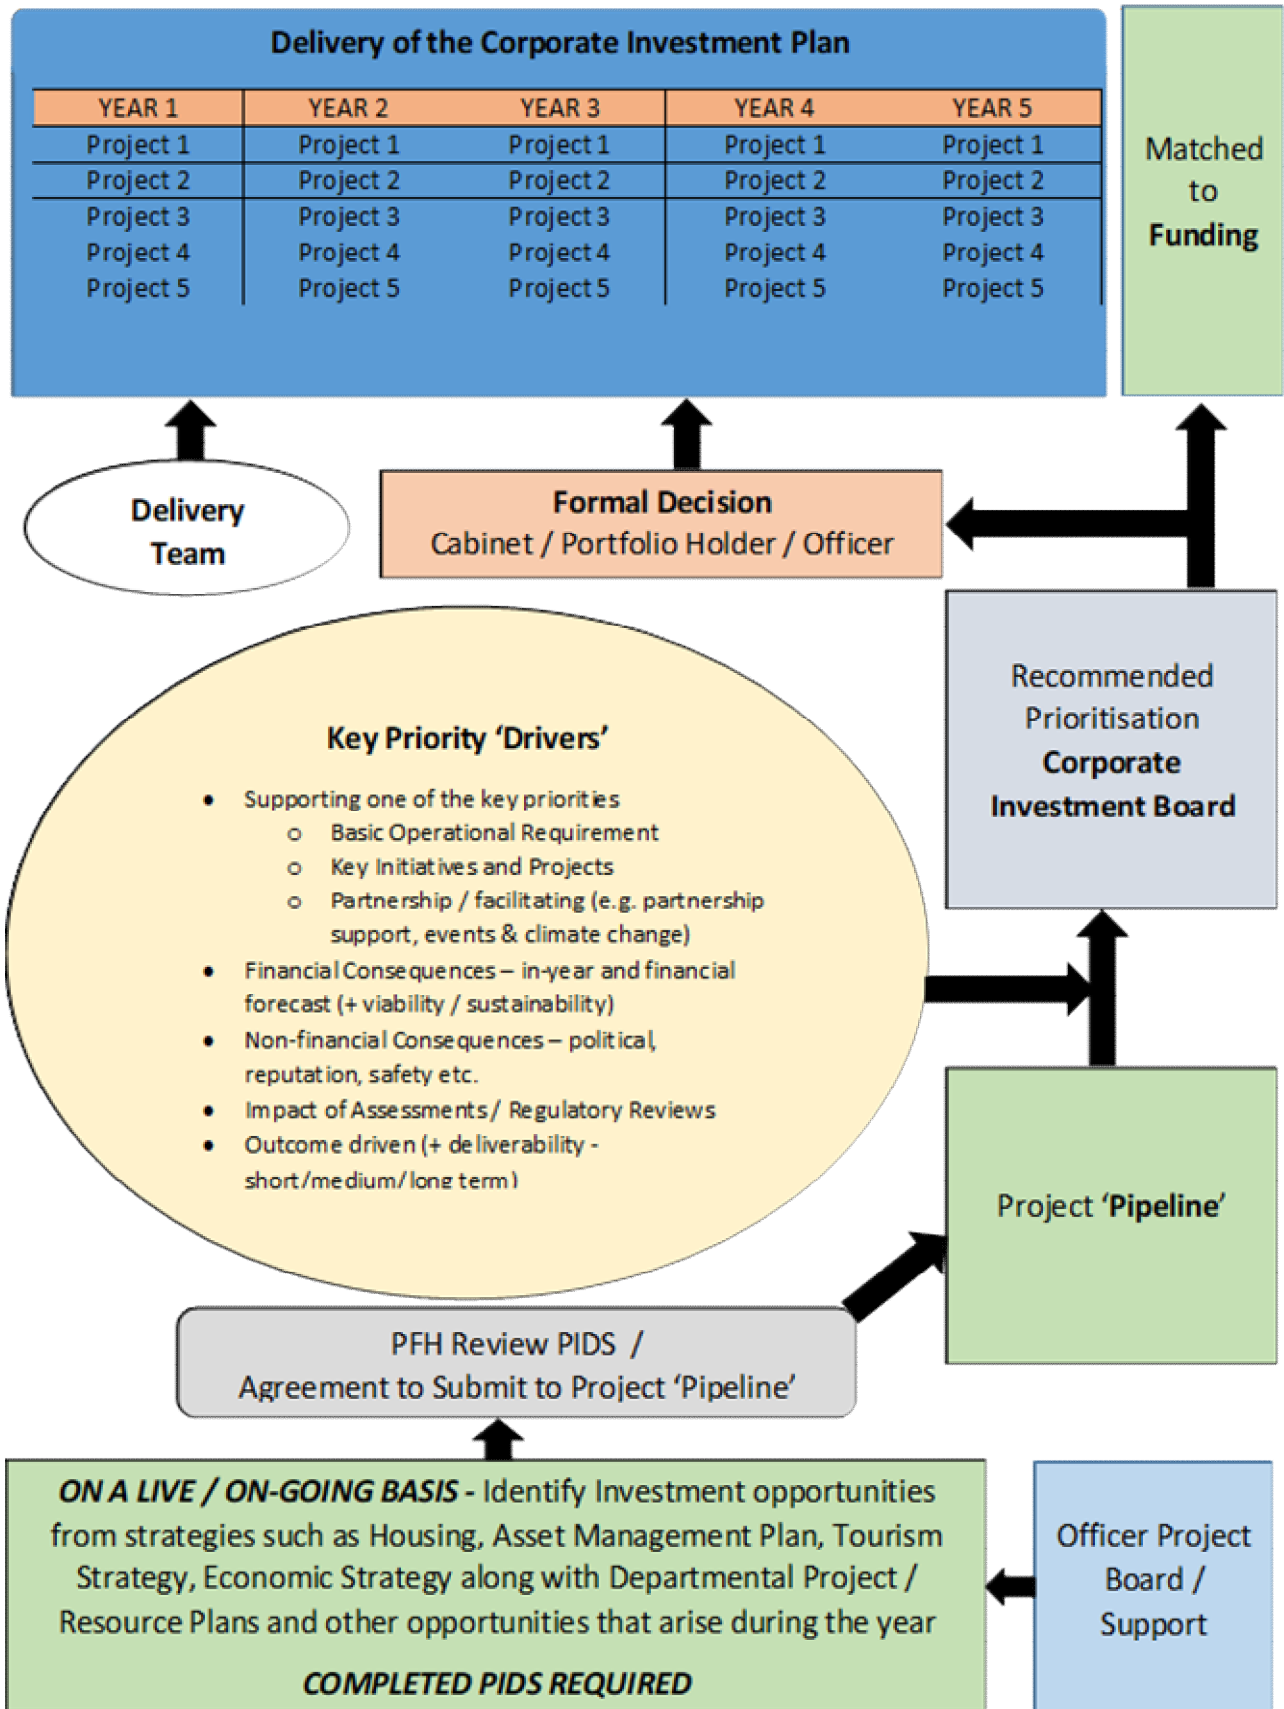 Delivery of the Corporate Investment Plan
YEAR 1 YEAR 2 YEAR 3 YEAR 4 YEAR 5
Project 1 Project 1 Project 1 Project 1 Project 1
Project 2 Project 2 Project 2 Project 2 Project 2
Project 3 Project 3 Project 3 Project 3 Project 3
Project 4 Project 4 Project 4 Project 4 Project 4
Project 5 Project 5 Project 5 Project 5 Project 5
Matched
to
Funding
Delivery
Team
Formal Decision
Cabinet / Portfolio Holder / Officer
Recommended
Prioritisation
Corporate
Investment Board
Key Priority ‘Drivers’
• Supporting one of the key priorities
o Basic Operational Requirement
o Key Initiatives and Projects
o Partnership / facilitating (e.g. partnership
support, events & climate change)
• Financial Consequences – in-year and financial
forecast (+ viability / sustainability)
• Non-financial Consequences – political,
reputation, safety etc.
• Impact of Assessments / Regulatory Reviews
• Outcome driven (+ deliverability -
short/medium/long term)
Project ‘Pipeline’
PFH Review PIDS /
Agreement to Submit to Project ‘Pipeline’
ON A LIVE / ON-GOING BASIS - Identify Investment opportunities
from strategies such as Housing, Asset Management Plan, Tourism
Strategy, Economic Strategy along with Departmental Project /
Resource Plans and other opportunities that arise during the year
COMPLETED PIDS REQUIRED
Officer Project
Board /
Support